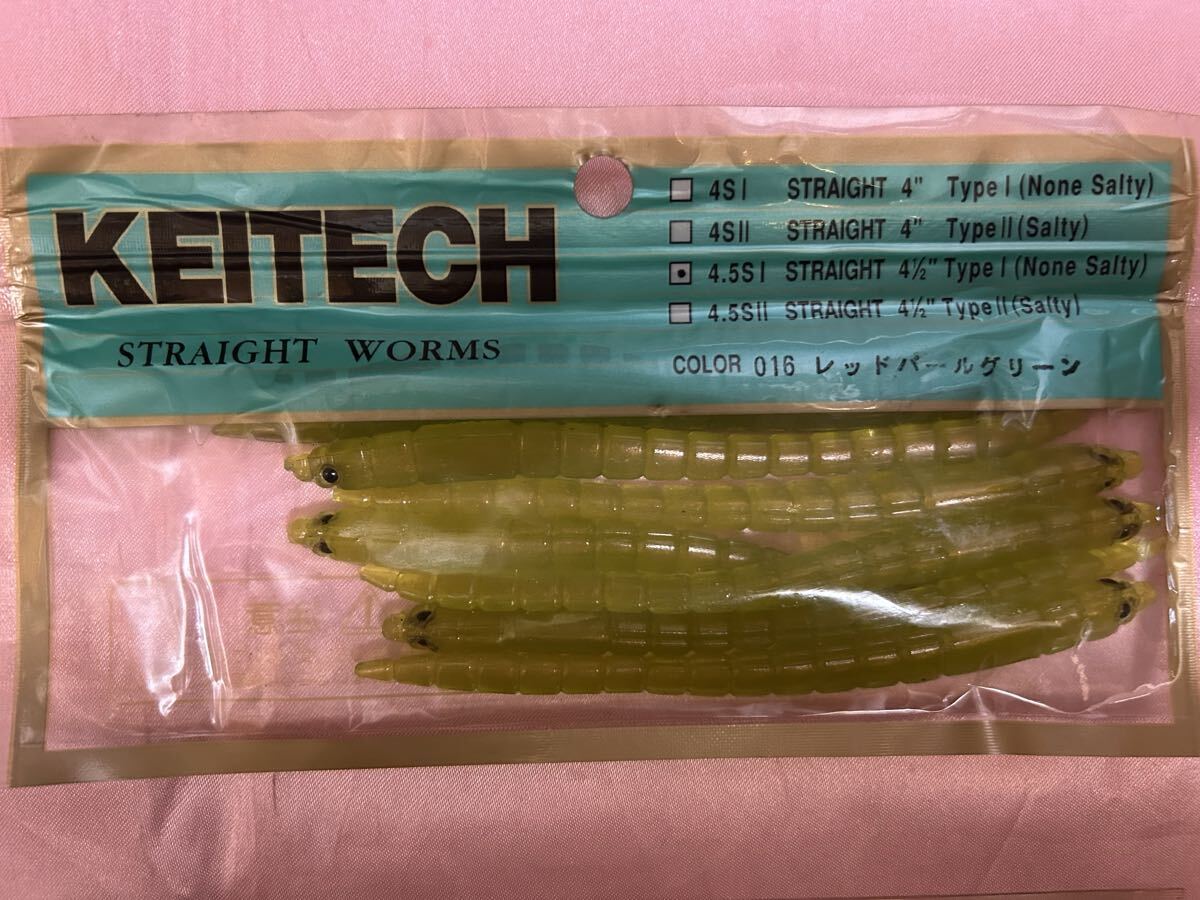 KEITECH
STRAIGHT WORMS
4S I STRAIGHT 4" Type I (None Salty)
4S II STRAIGHT 4" Type II (Salty)
4.5S I STRAIGHT 4½" Type I (None Salty)
4.5S II STRAIGHT 4½" Type II (Salty)
COLOR 016 レッドパールグリーン